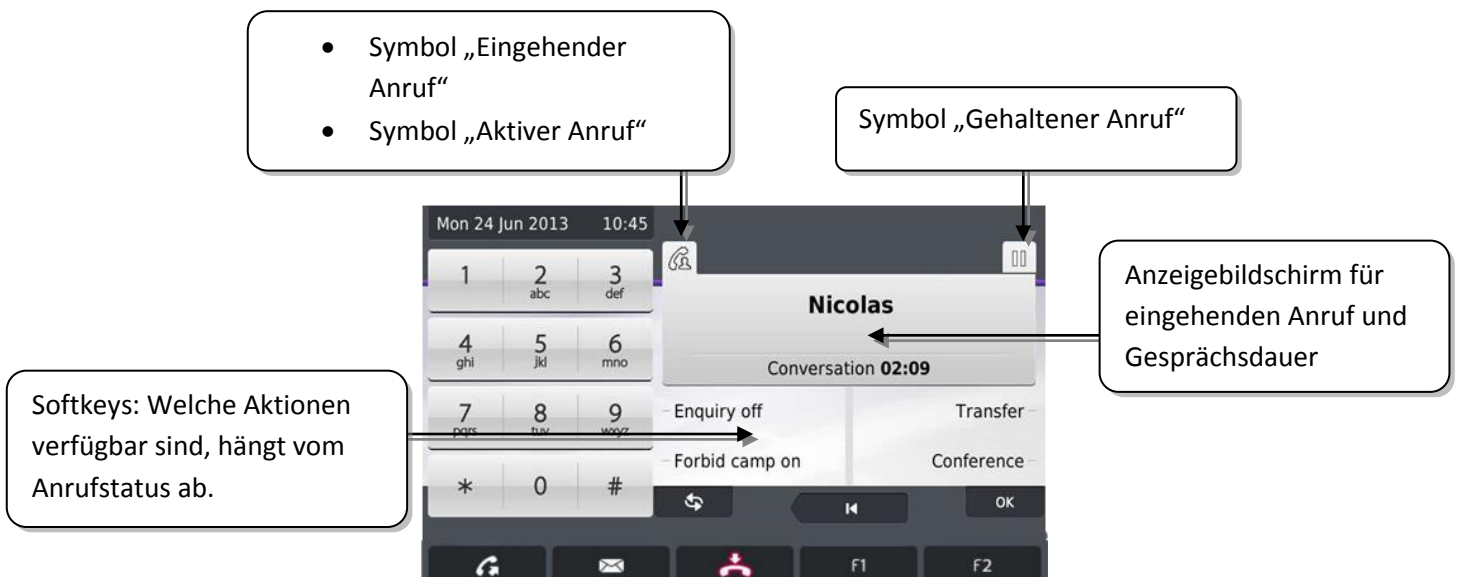 • Symbol „Eingehender
Anruf“
• Symbol „Aktiver Anruf“
Symbol „Gehaltener Anruf“
Mon 24 Jun 2013 10:45
1 2 3
abc def
4 5 6
ghi jkl mno
7 8 9
pqrs tuv wxyz
* 0 #
Nicolas
Conversation 02:09
Enquiry off Transfer
Forbid camp on Conference
OK
F1 F2
Anzeigebildschirm für
eingehenden Anruf und
Gesprächsdauer
Softkeys: Welche Aktionen
verfügbar sind, hängt vom
Anrufstatus ab.